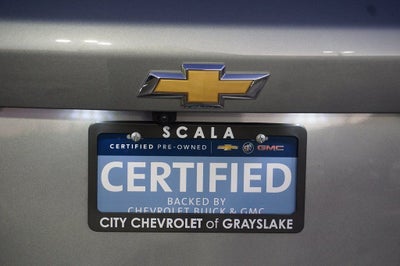 SCALA
CERTIFIED PRE-OWNED GMC
CERTIFIED
BACKED BY
CHEVROLET BUICK & GMC
CITY CHEVROLET of GRAYSLAKE